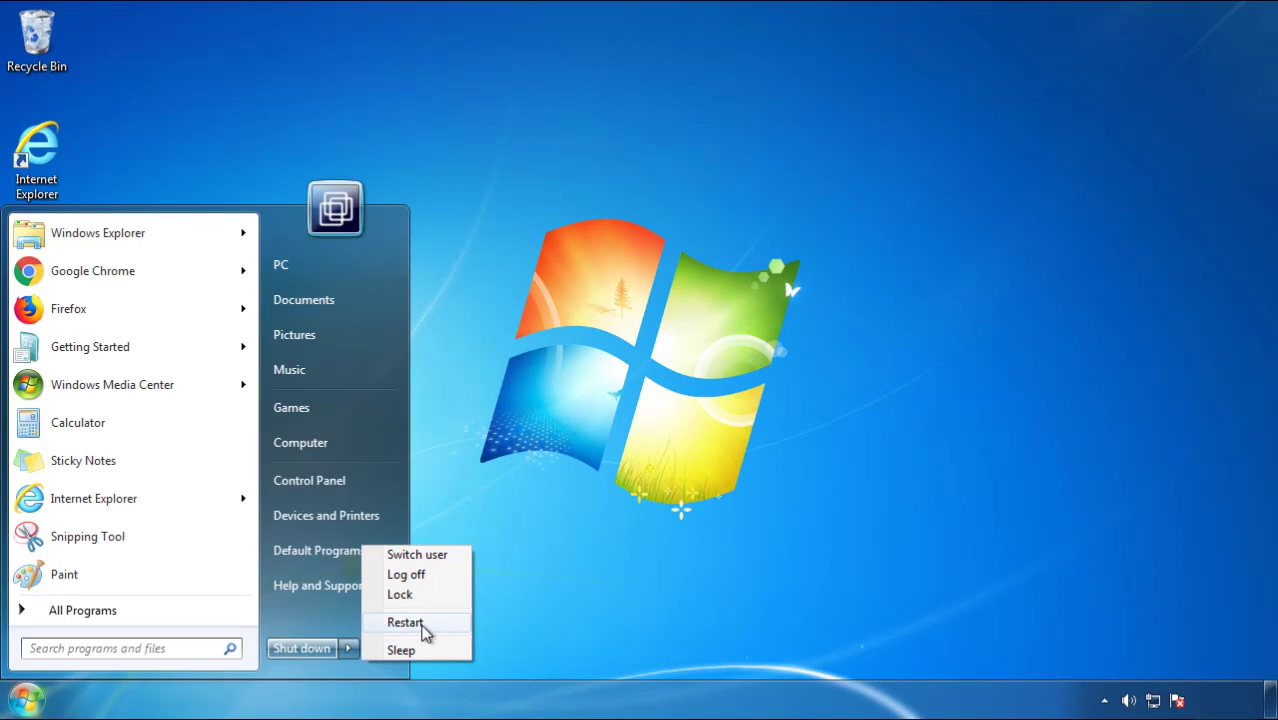 Recycle Bin
Internet
Explorer
Windows Explorer
Google Chrome
Firefox
Getting Started
Windows Media Center
Calculator
Sticky Notes
Internet Explorer
Snipping Tool
Paint
All Programs
Search programs and files
PC
Documents
Pictures
Music
Games
Computer
Control Panel
Devices and Printers
Default Program
Help and Suppor
Shut down
Switch user
Log off
Lock
Restart
Sleep